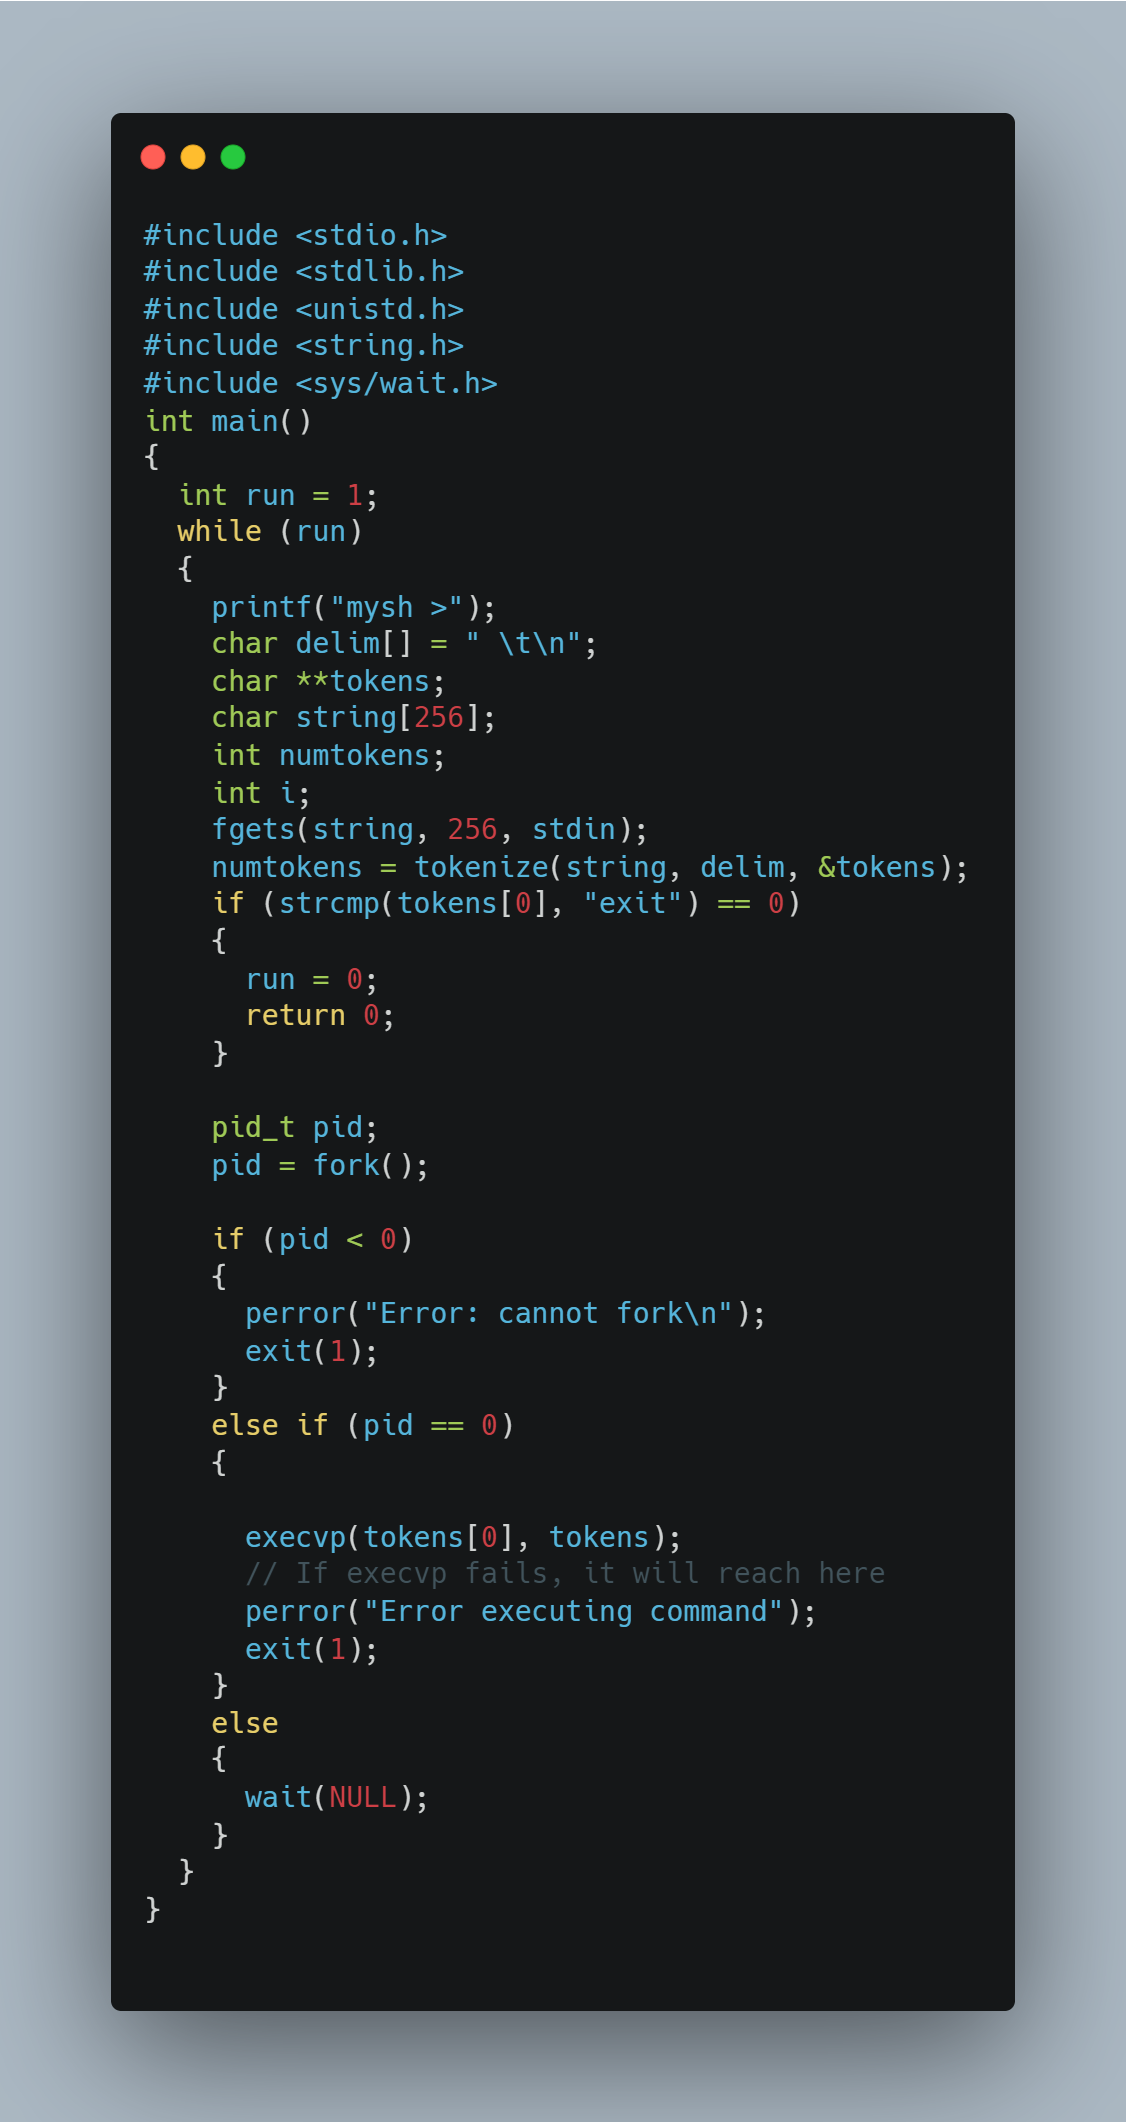 #include <stdio.h>
#include <stdlib.h>
#include <unistd.h>
#include <string.h>
#include <sys/wait.h>
int main()
{
  int run = 1;
  while (run)
  {
    printf("mysh >");
    char delim[] = " \t\n";
    char **tokens;
    char string[256];
    int numtokens;
    int i;
    fgets(string, 256, stdin);
    numtokens = tokenize(string, delim, &tokens);
    if (strcmp(tokens[0], "exit") == 0)
    {
      run = 0;
      return 0;
    }

    pid_t pid;
    pid = fork();

    if (pid < 0)
    {
      perror("Error: cannot fork\n");
      exit(1);
    }
    else if (pid == 0)
    {

      execvp(tokens[0], tokens);
      // If execvp fails, it will reach here
      perror("Error executing command");
      exit(1);
    }
    else
    {
      wait(NULL);
    }
  }
}